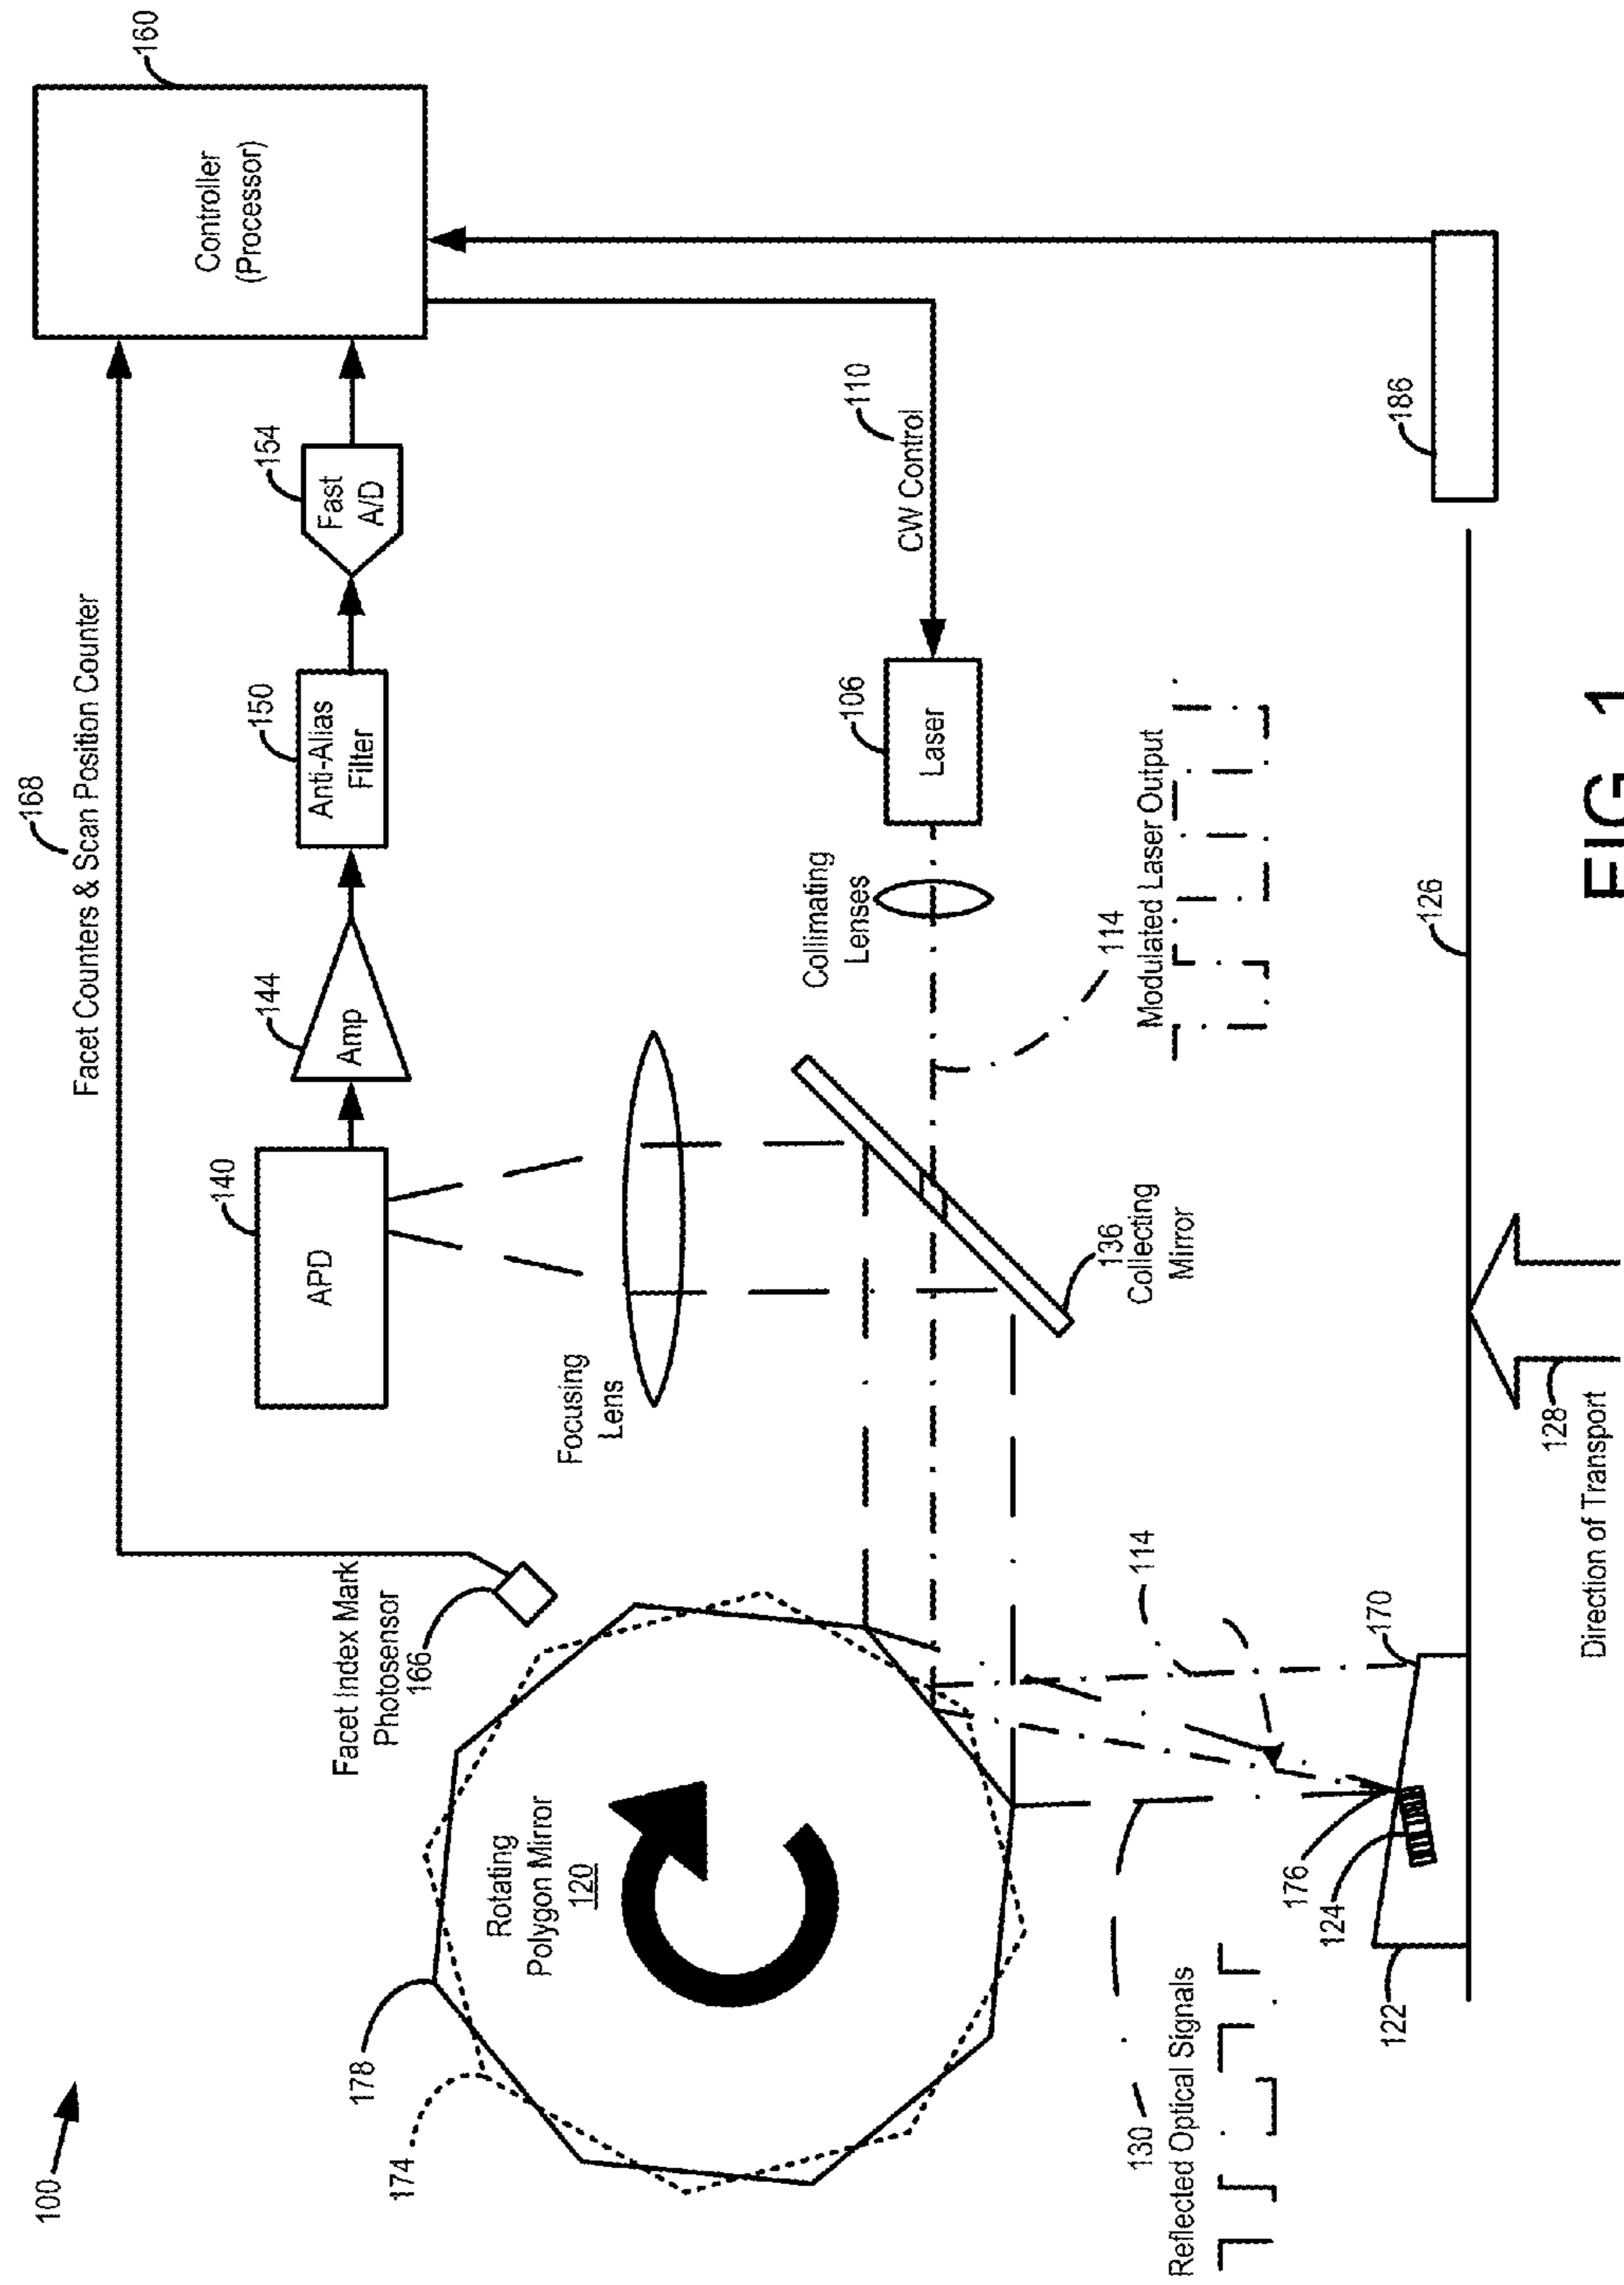 100
168
Facet Counters & Scan Position Counter
160
Controller
(Processor)
140
APD
144
Amp
150
Anti-Alias
Filter
154
Fast
A/D
178
174
Facet Index Mark
Photosensor
166
Focusing
Lens
Rotating
Polygon Mirror
120
Collimating
Lenses
106
Laser
110
CW Control
136
Collecting
Mirror
114
Modulated Laser Output
130
Reflected Optical Signals
114
176
124
122
170
126
186
128
Direction of Transport
FIG. 1